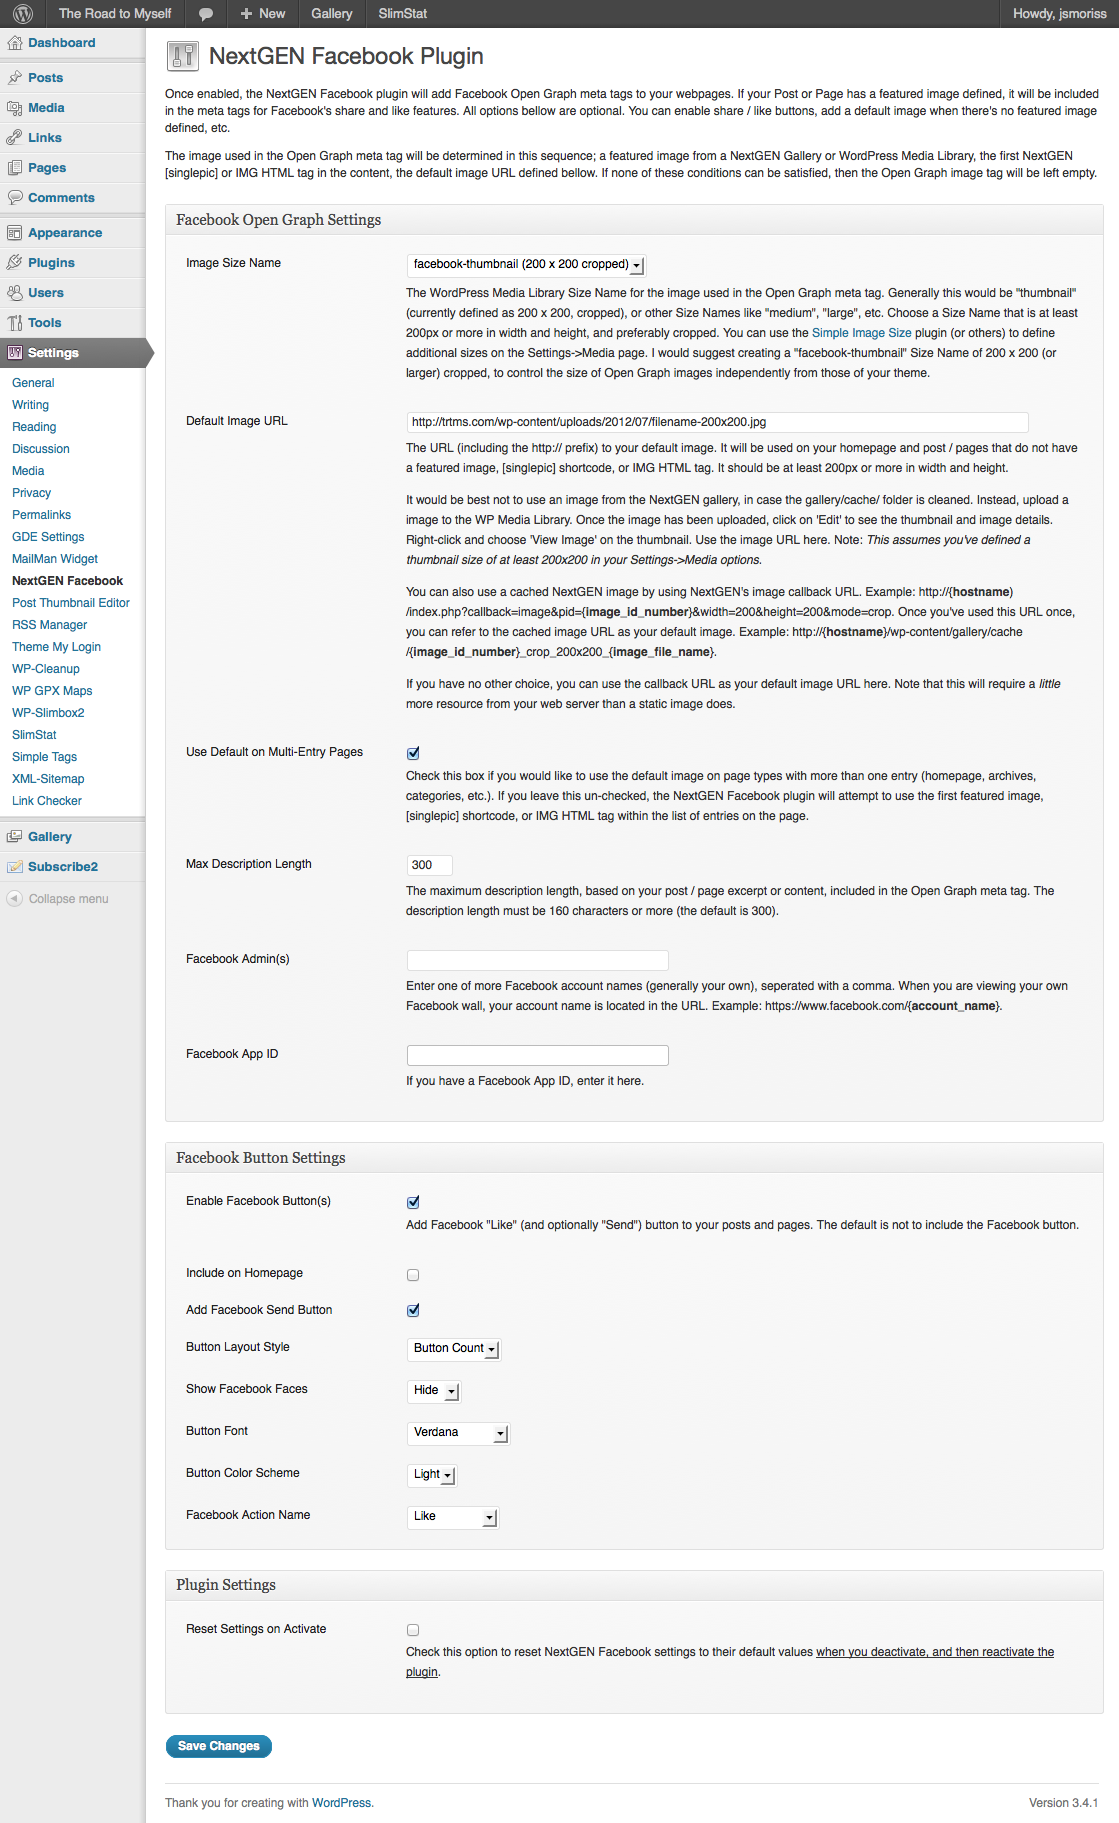 The Road to Myself
New
Gallery
SlimStat
Howdy, jsmoriss
Dashboard
Posts
Media
Links
Pages
Comments
Appearance
Plugins
Users
Tools
Settings
General
Writing
Reading
Discussion
Media
Privacy
Permalinks
GDE Settings
MailMan Widget
NextGEN Facebook
Post Thumbnail Editor
RSS Manager
Theme My Login
WP-Cleanup
WP GPX Maps
WP-Slimbox2
SlimStat
Simple Tags
XML-Sitemap
Link Checker
Gallery
Subscribe2
Collapse menu
NextGEN Facebook Plugin
Once enabled, the NextGEN Facebook plugin will add Facebook Open Graph meta tags to your webpages. If your Post or Page has a featured image defined, it will be included
in the meta tags for Facebook's share and like features. All options bellow are optional. You can enable share / like buttons, add a default image when there's no featured image
defined, etc.
The image used in the Open Graph meta tag will be determined in this sequence; a featured image from a NextGEN Gallery or WordPress Media Library, the first NextGEN
[singlepic] or IMG HTML tag in the content, the default image URL defined bellow. If none of these conditions can be satisfied, then the Open Graph image tag will be left empty.
Facebook Open Graph Settings
Image Size Name
facebook-thumbnail (200 x 200 cropped)
The WordPress Media Library Size Name for the image used in the Open Graph meta tag. Generally this would be "thumbnail"
(currently defined as 200 x 200, cropped), or other Size Names like "medium", "large", etc. Choose a Size Name that is at least
200px or more in width and height, and preferably cropped. You can use the Simple Image Size plugin (or others) to define
additional sizes on the Settings->Media page. I would suggest creating a "facebook-thumbnail" Size Name of 200 x 200 (or
larger) cropped, to control the size of Open Graph images independently from those of your theme.
Default Image URL
http://trtms.com/wp-content/uploads/2012/07/filename-200x200.jpg
The URL (including the http:// prefix) to your default image. It will be used on your homepage and post / pages that do not have
a featured image, [singlepic] shortcode, or IMG HTML tag. It should be at least 200px or more in width and height.
It would be best not to use an image from the NextGEN gallery, in case the gallery/cache/ folder is cleaned. Instead, upload a
image to the WP Media Library. Once the image has been uploaded, click on 'Edit' to see the thumbnail and image details.
Right-click and choose 'View Image' on the thumbnail. Use the image URL here. Note: This assumes you've defined a
thumbnail size of at least 200x200 in your Settings->Media options.
You can also use a cached NextGEN image by using NextGEN's image callback URL. Example: http://{hostname}
/index.php?callback=image&pid={image_id_number}&width=200&height=200&mode=crop. Once you've used this URL once,
you can refer to the cached image URL as your default image. Example: http://{hostname}/wp-content/gallery/cache
/{image_id_number}_crop_200x200_{image_file_name}.
If you have no other choice, you can use the callback URL as your default image URL here. Note that this will require a little
more resource from your web server than a static image does.
Use Default on Multi-Entry Pages
Check this box if you would like to use the default image on page types with more than one entry (homepage, archives,
categories, etc.). If you leave this un-checked, the NextGEN Facebook plugin will attempt to use the first featured image,
[singlepic] shortcode, or IMG HTML tag within the list of entries on the page.
Max Description Length
300
The maximum description length, based on your post / page excerpt or content, included in the Open Graph meta tag. The
description length must be 160 characters or more (the default is 300).
Facebook Admin(s)
Enter one of more Facebook account names (generally your own), seperated with a comma. When you are viewing your own
Facebook wall, your account name is located in the URL. Example: https://www.facebook.com/{account_name}.
Facebook App ID
If you have a Facebook App ID, enter it here.
Facebook Button Settings
Enable Facebook Button(s)
Add Facebook "Like" (and optionally "Send") button to your posts and pages. The default is not to include the Facebook button.
Include on Homepage
Add Facebook Send Button
Button Layout Style
Button Count
Show Facebook Faces
Hide
Button Font
Verdana
Button Color Scheme
Light
Facebook Action Name
Like
Plugin Settings
Reset Settings on Activate
Check this option to reset NextGEN Facebook settings to their default values when you deactivate, and then reactivate the
plugin.
Save Changes
Thank you for creating with WordPress.
Version 3.4.1